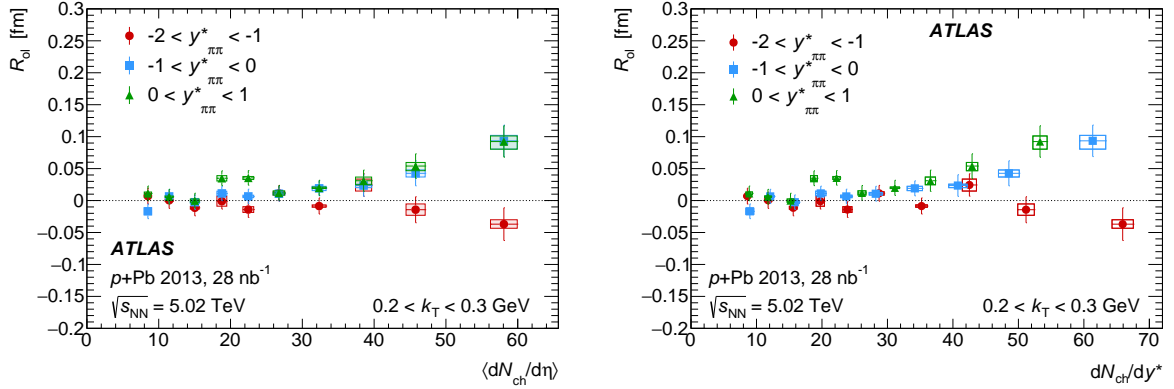 R_ol [fm]
0.3
0.25
0.2
0.15
0.1
0.05
0
−0.05
−0.1
−0.15
−0.2
-2 < y*_ππ < -1
-1 < y*_ππ < 0
0 < y*_ππ < 1
ATLAS
p+Pb 2013, 28 nb^-1
√s_NN = 5.02 TeV
0.2 < k_T < 0.3 GeV
0 10 20 30 40 50 60
⟨dN_ch/dη⟩
R_ol [fm]
0.3
0.25
0.2
0.15
0.1
0.05
0
−0.05
−0.1
−0.15
−0.2
ATLAS
-2 < y*_ππ < -1
-1 < y*_ππ < 0
0 < y*_ππ < 1
p+Pb 2013, 28 nb^-1
√s_NN = 5.02 TeV
0.2 < k_T < 0.3 GeV
0 10 20 30 40 50 60 70
dN_ch/dy*